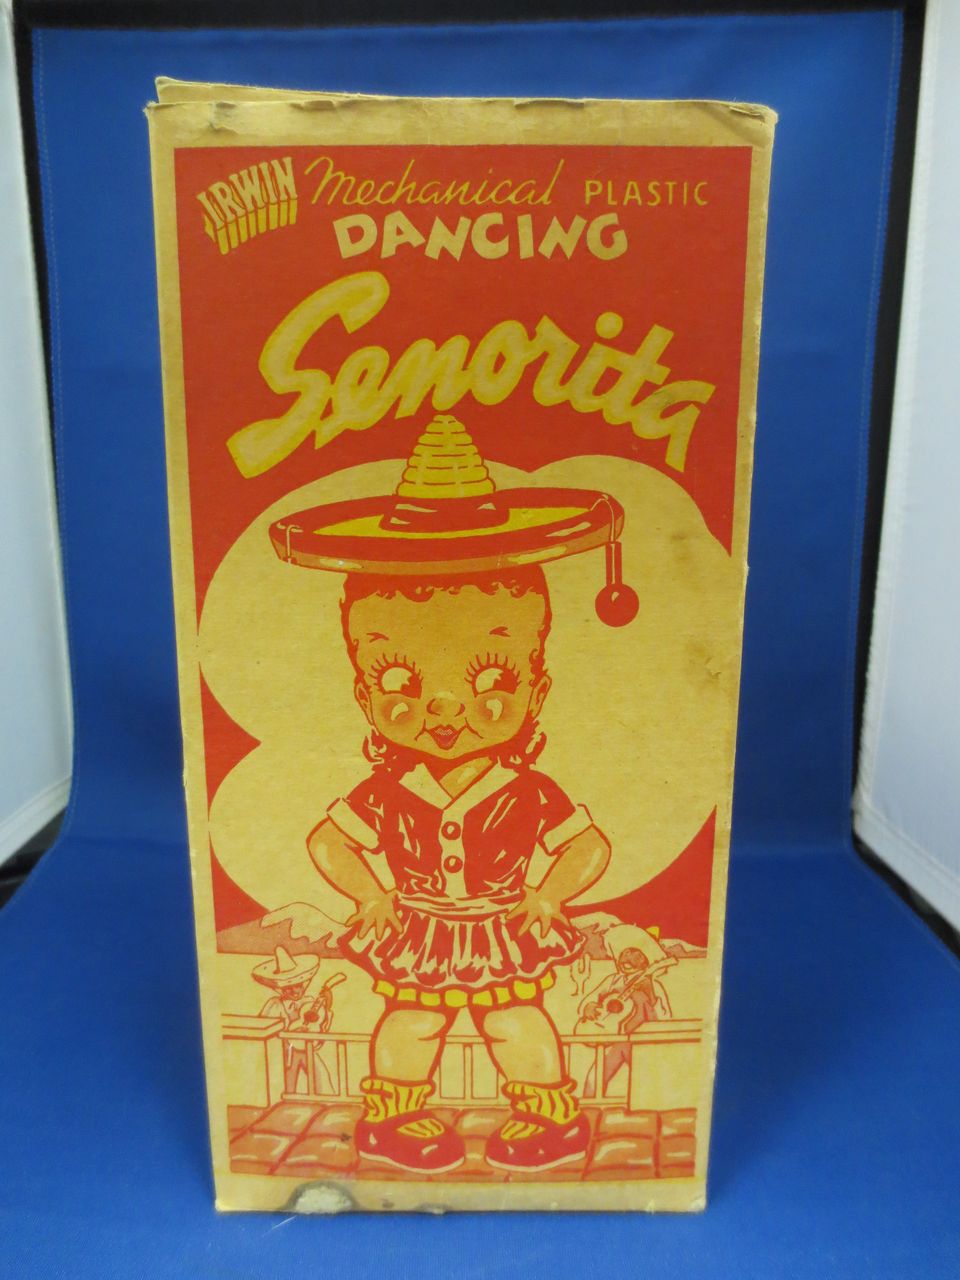 IRWIN Mechanical PLASTIC
DANCING
Senorita